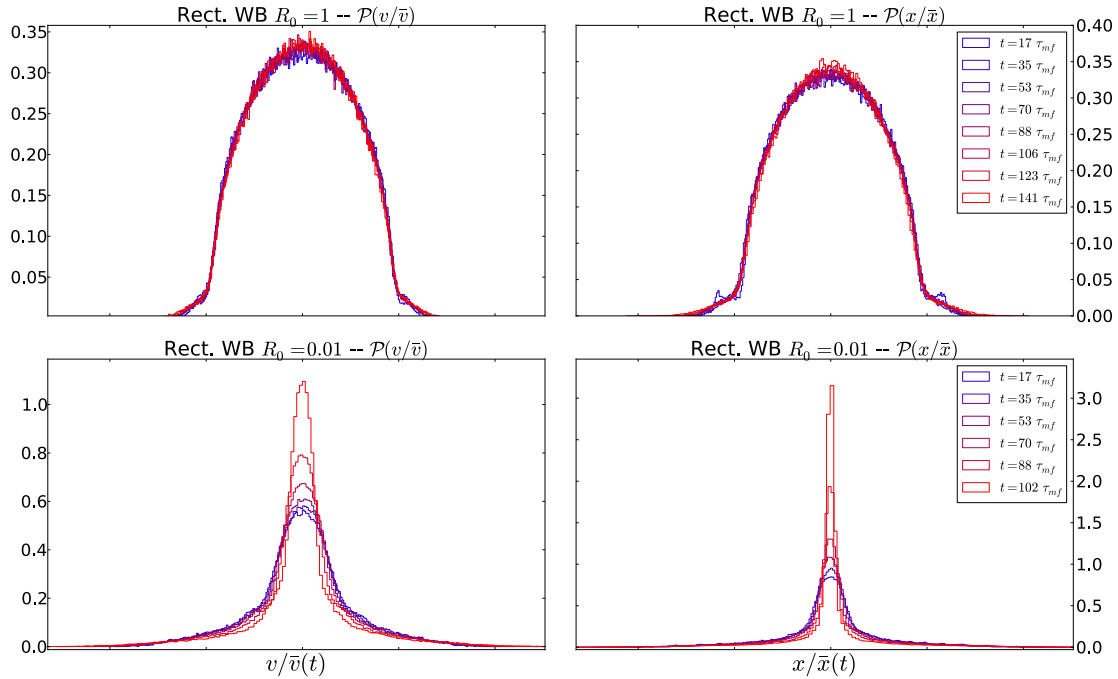 Rect. WB R₀ =1 -- 𝒫(v/v̄)
0.30
0.25
0.20
0.15
0.10
0.05
Rect. WB R₀ =1 -- 𝒫(x/x̄)
t=17 τ_mf
t=35 τ_mf
t=53 τ_mf
t=70 τ_mf
t=88 τ_mf
t=106 τ_mf
t=123 τ_mf
t=141 τ_mf
0.40
0.35
0.30
0.25
0.20
0.15
0.10
0.05
0.00
Rect. WB R₀ =0.01 -- 𝒫(v/v̄)
1.0
0.8
0.6
0.4
0.2
0.0
v/v̄(t)
Rect. WB R₀ =0.01 -- 𝒫(x/x̄)
t=17 τ_mf
t=35 τ_mf
t=53 τ_mf
t=70 τ_mf
t=88 τ_mf
t=102 τ_mf
3.0
2.5
2.0
1.5
1.0
0.5
0.0
x/x̄(t)